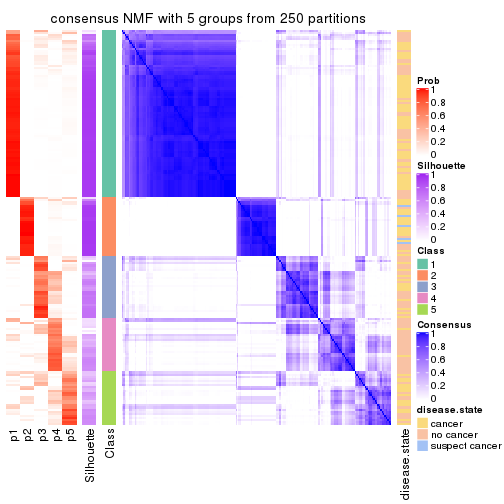 consensus NMF with 5 groups from 250 partitions
Prob
1
0.8
0.6
0.4
0.2
0
Silhouette
1
0.8
0.6
0.4
0.2
0
Class
1
2
3
4
5
Consensus
1
0.8
0.6
0.4
0.2
0
disease.state
cancer
no cancer
suspect cancer
p1
p2
p3
p4
p5
Silhouette
Class
disease.state